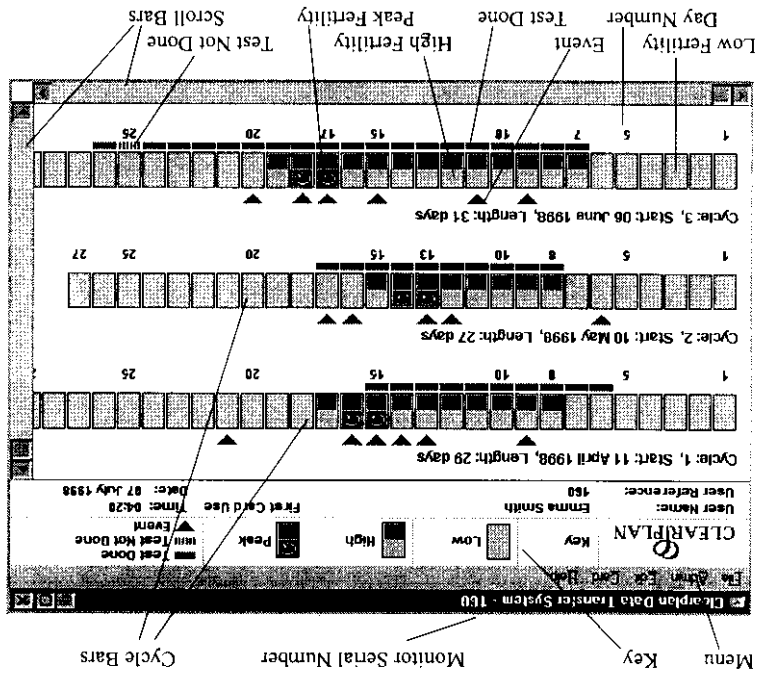 Menu Key Monitor Serial Number Cycle Bars
Clearplan Data Transfer System - 160
File Admin Edit Card Help
CLEARPLAN Key Low High Peak Test Done
Test Not Done
Event
User Name: Emma Smith First Card Use Time: 04:20
User Reference: 160 Date: 07 July 1998
Cycle: 1, Start: 11 April 1998, Length: 29 days
1 5 8 10 15 20 25
Cycle: 2, Start: 10 May 1998, Length: 27 days
1 5 8 10 13 15 20 25 27
Cycle: 3, Start: 06 June 1998, Length: 31 days
1 5 7 10 15 17 20 25
Low Fertility Event High Fertility Test Not Done
Day Number Test Done Peak Fertility Scroll Bars